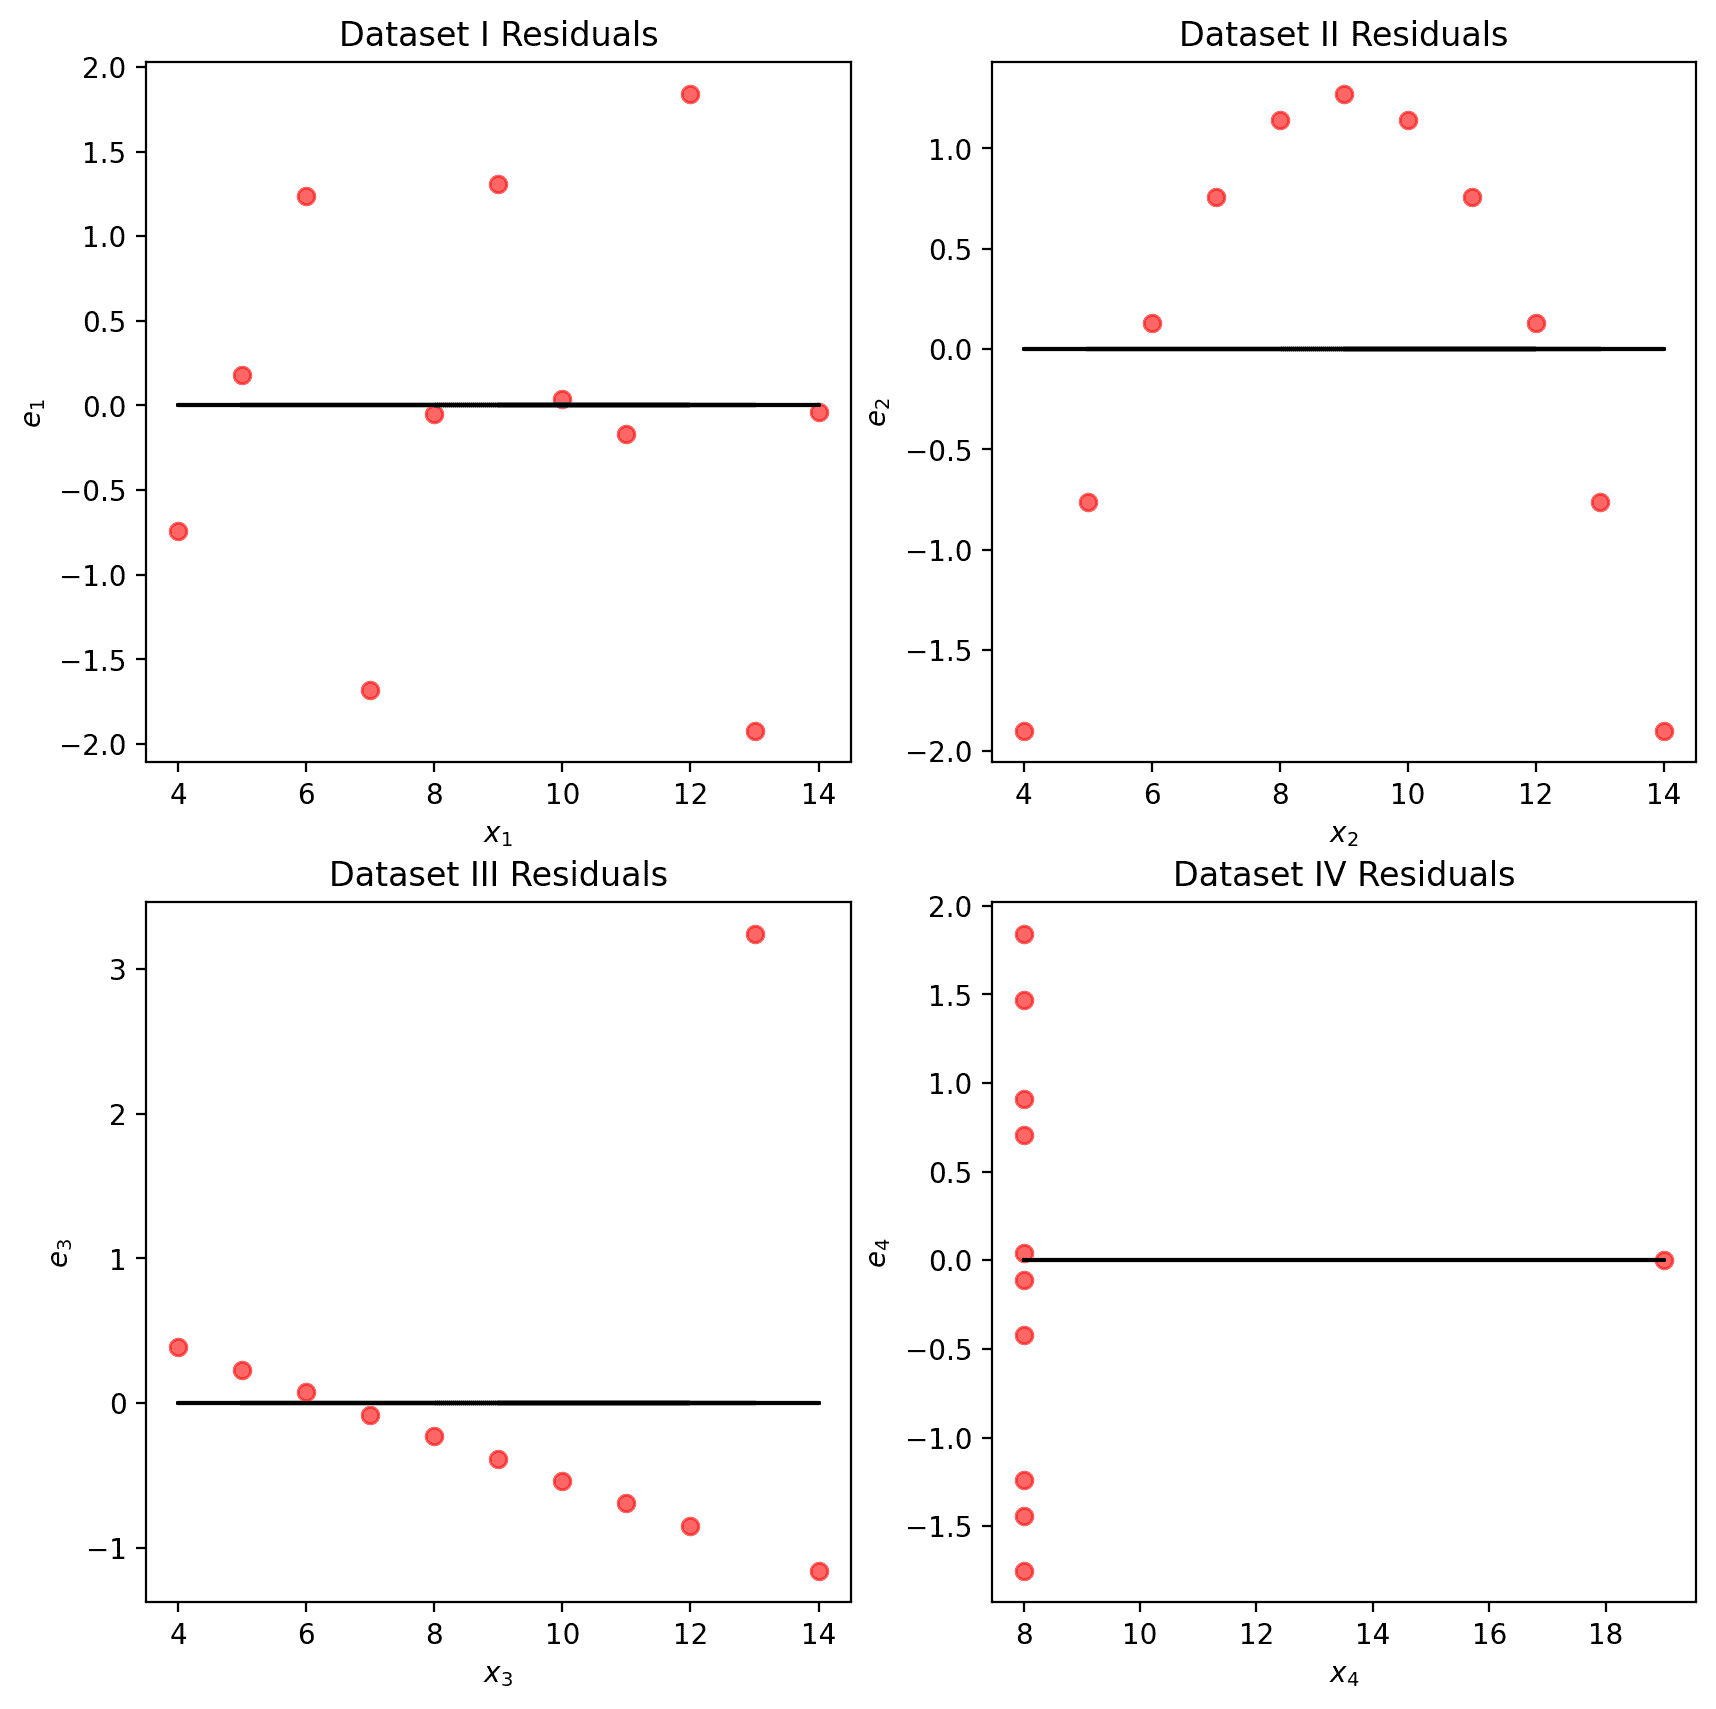 Dataset I Residuals
2.0
1.5
1.0
0.5
0.0
−0.5
−1.0
−1.5
−2.0
e1
4 6 8 10 12 14
x1
Dataset II Residuals
1.0
0.5
0.0
−0.5
−1.0
−1.5
−2.0
e2
4 6 8 10 12 14
x2
Dataset III Residuals
3
2
1
0
−1
e3
4 6 8 10 12 14
x3
Dataset IV Residuals
2.0
1.5
1.0
0.5
0.0
−0.5
−1.0
−1.5
e4
8 10 12 14 16 18
x4